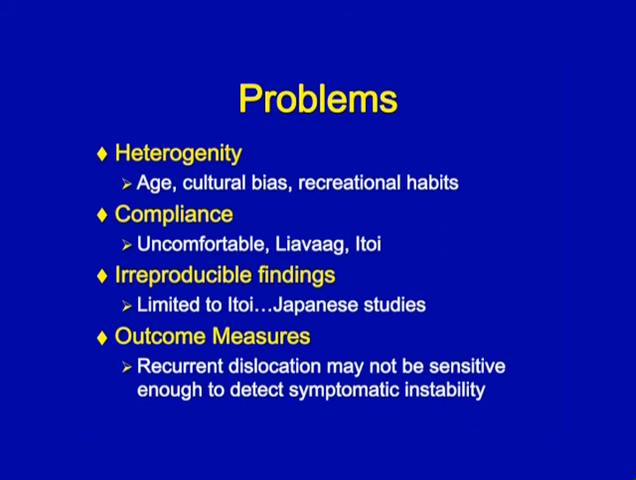 Problems
♦ Heterogenity
➢ Age, cultural bias, recreational habits
♦ Compliance
➢ Uncomfortable, Liavaag, Itoi
♦ Irreproducible findings
➢ Limited to Itoi...Japanese studies
♦ Outcome Measures
➢ Recurrent dislocation may not be sensitive
enough to detect symptomatic instability